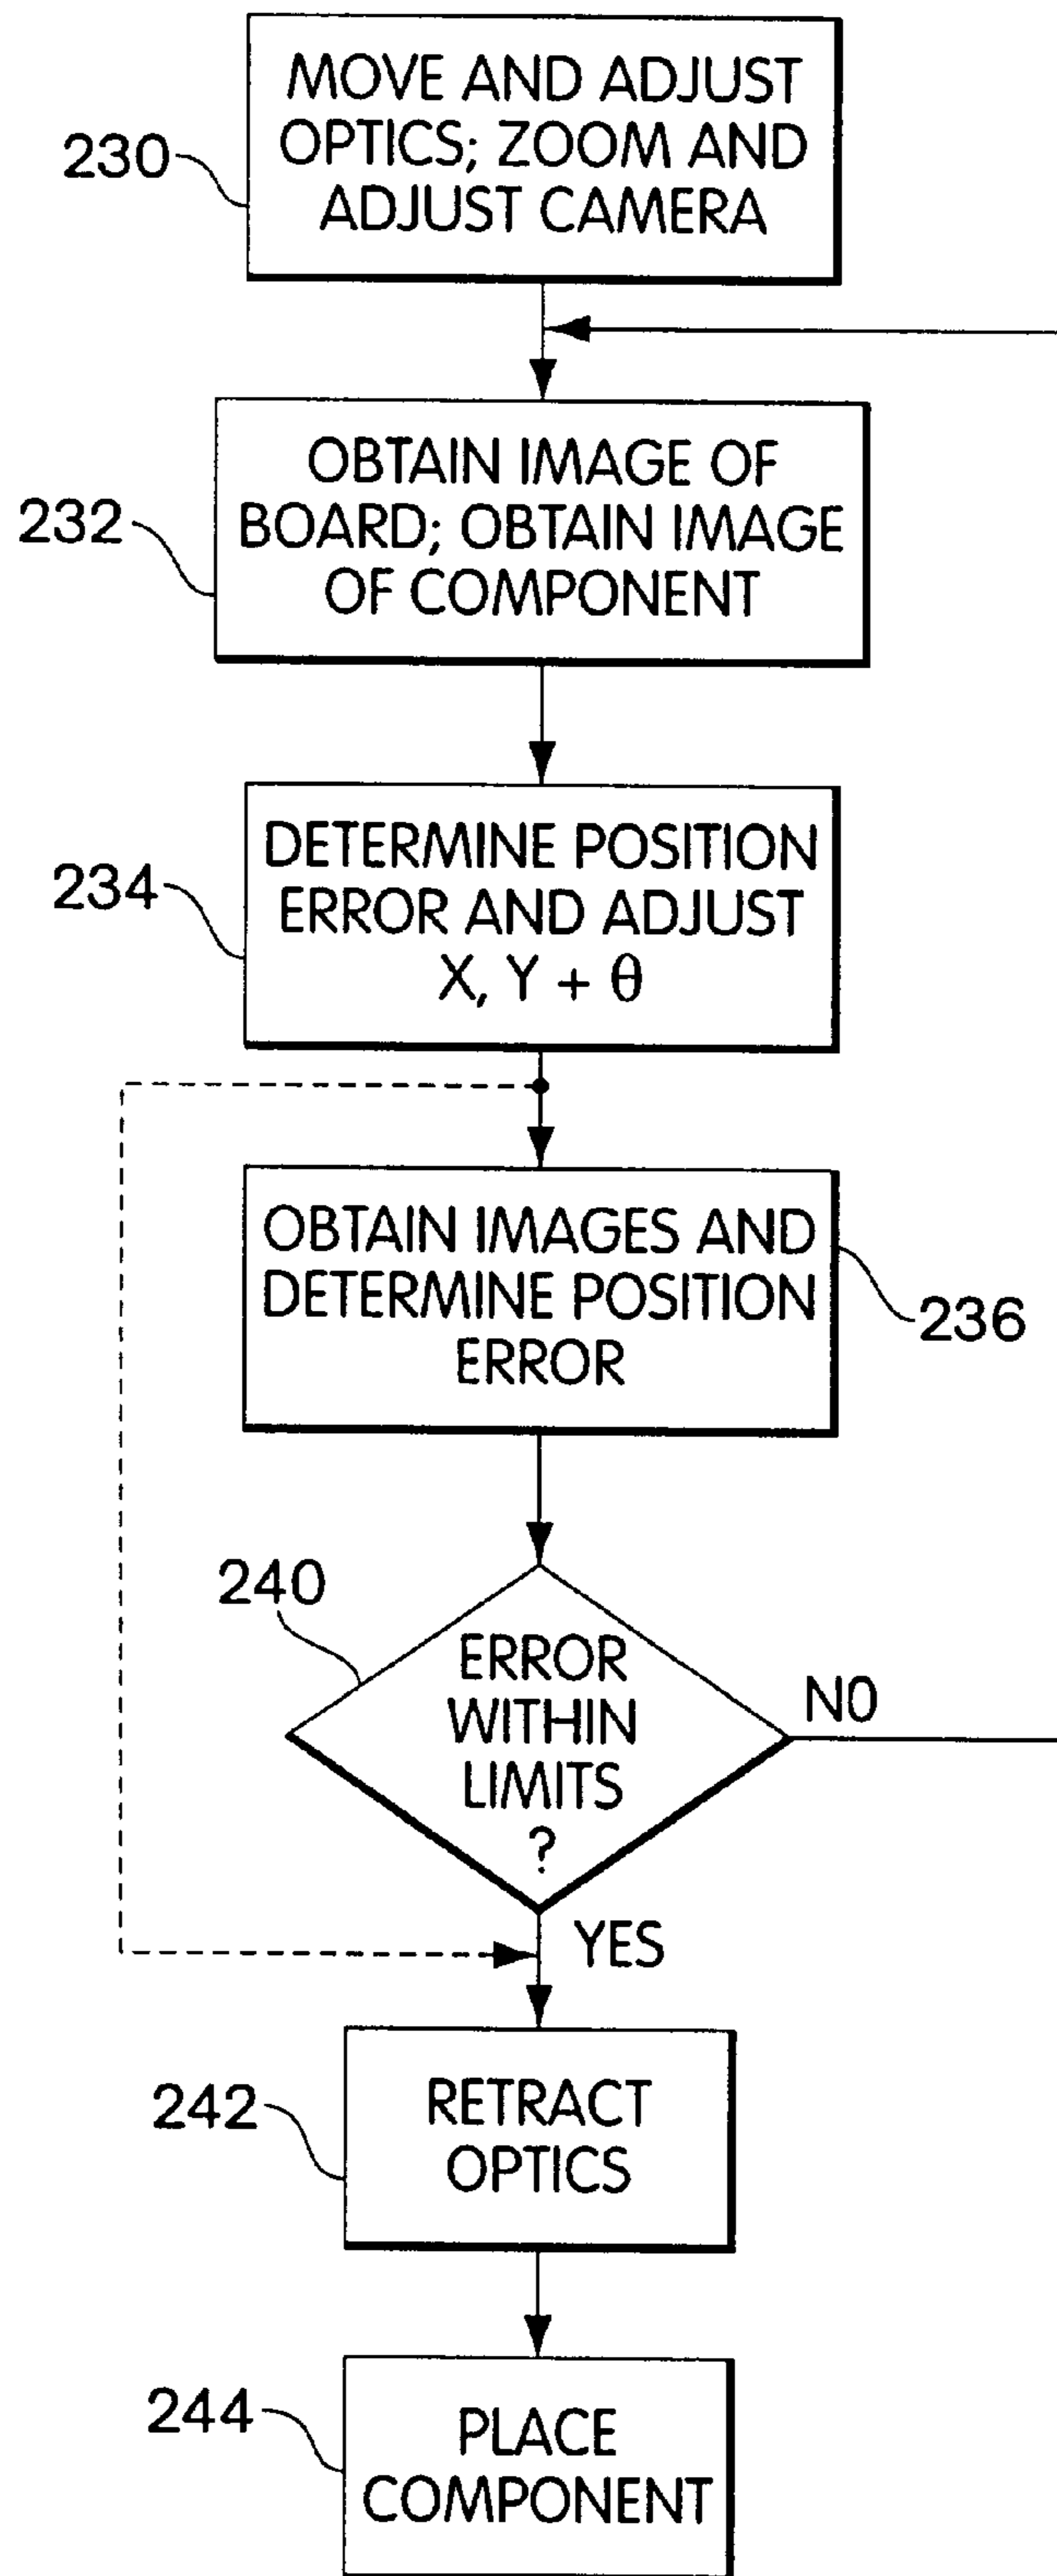 MOVE AND ADJUST
OPTICS; ZOOM AND
ADJUST CAMERA
230
OBTAIN IMAGE OF
BOARD; OBTAIN IMAGE
OF COMPONENT
232
DETERMINE POSITION
ERROR AND ADJUST
X, Y + θ
234
OBTAIN IMAGES AND
DETERMINE POSITION
ERROR
236
240
ERROR
WITHIN
LIMITS
?
NO
YES
RETRACT
OPTICS
242
PLACE
COMPONENT
244